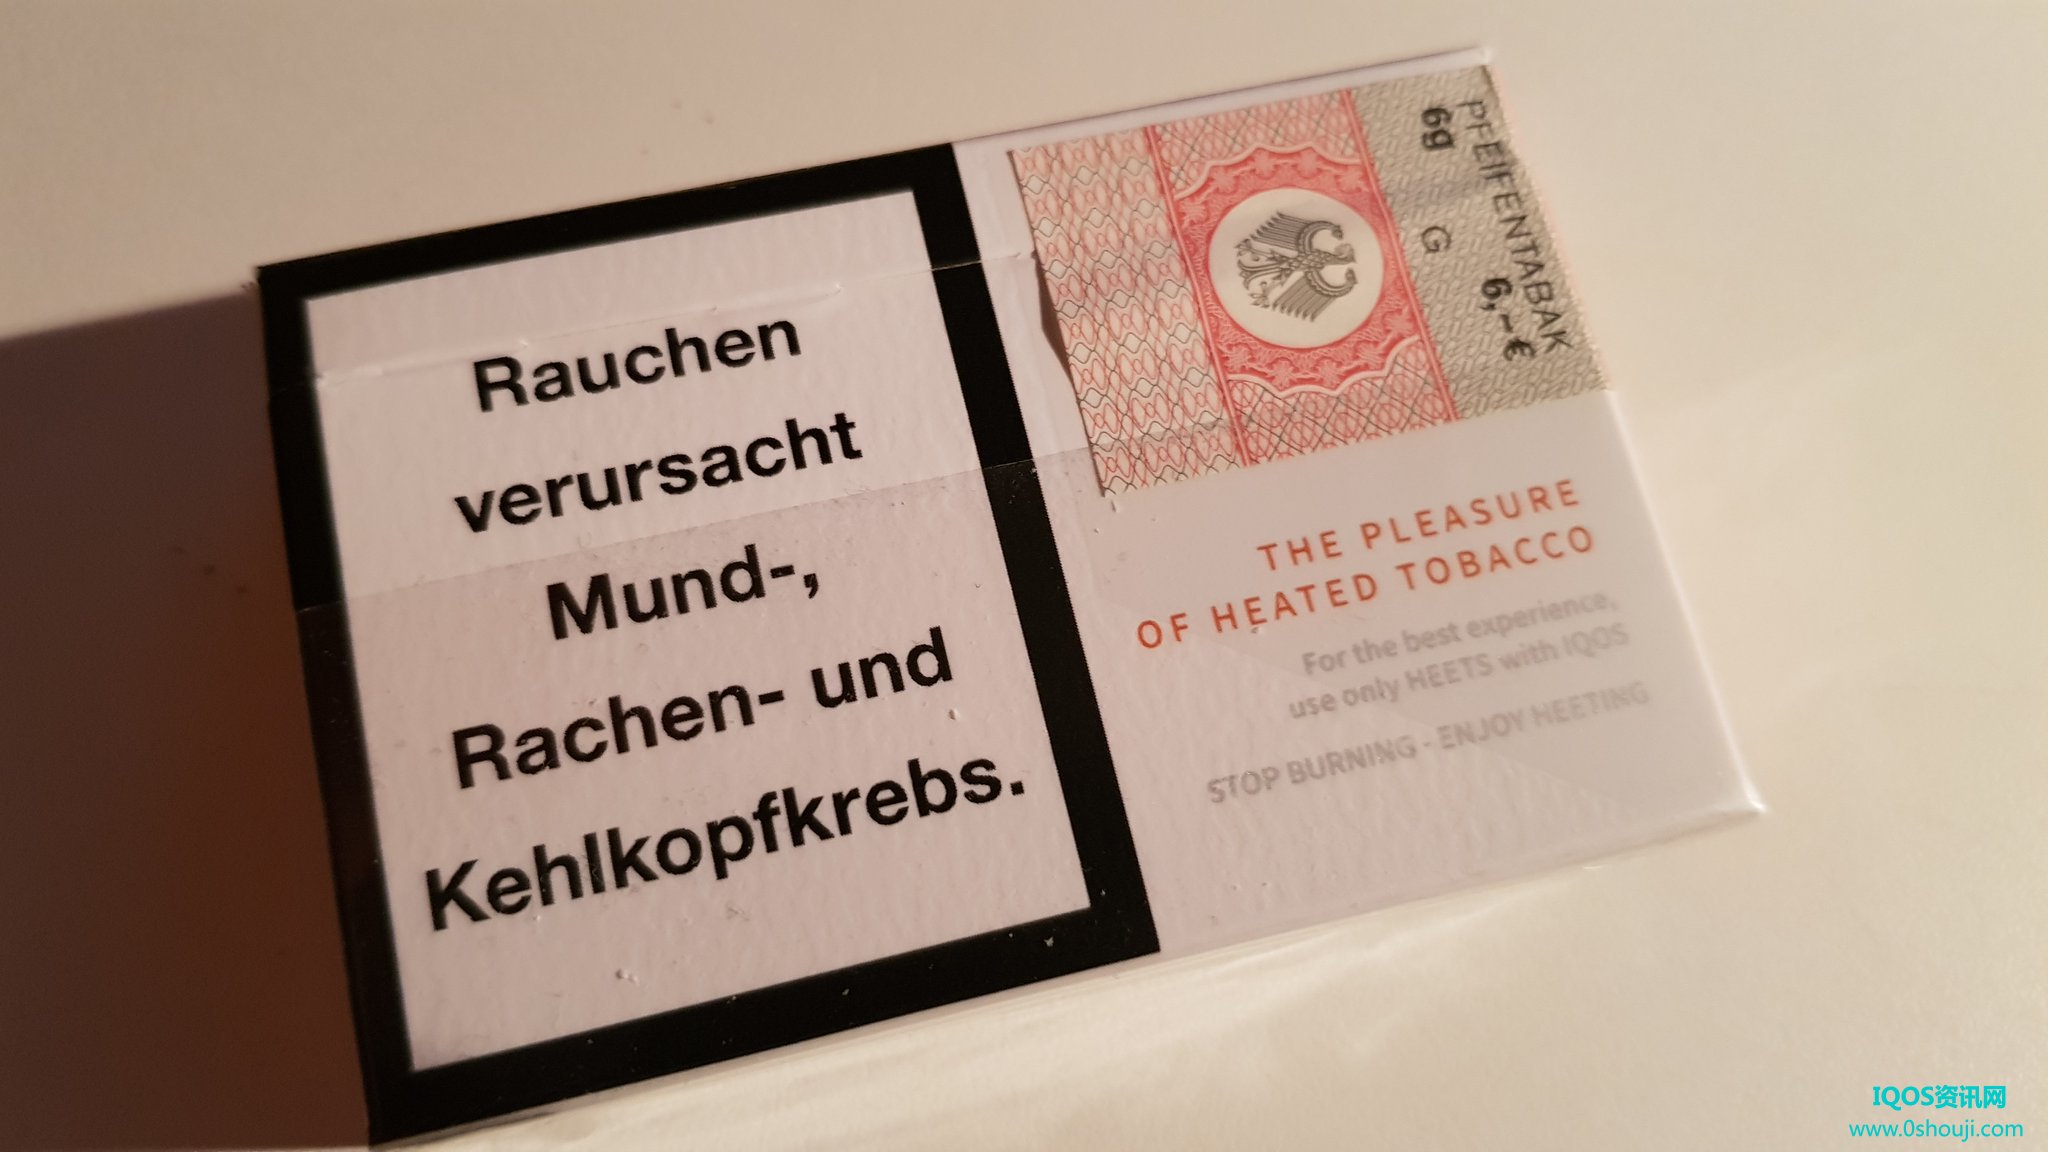 Rauchen
verursacht
Mund-,
Rachen- und
Kehlkopfkrebs.
PFEIFENTABAK
6g G 6,-€
THE PLEASURE
OF HEATED TOBACCO
For the best experience,
use only HEETS with IQOS
STOP BURNING - ENJOY HEETING
IQOS资讯网
www.0shouji.com